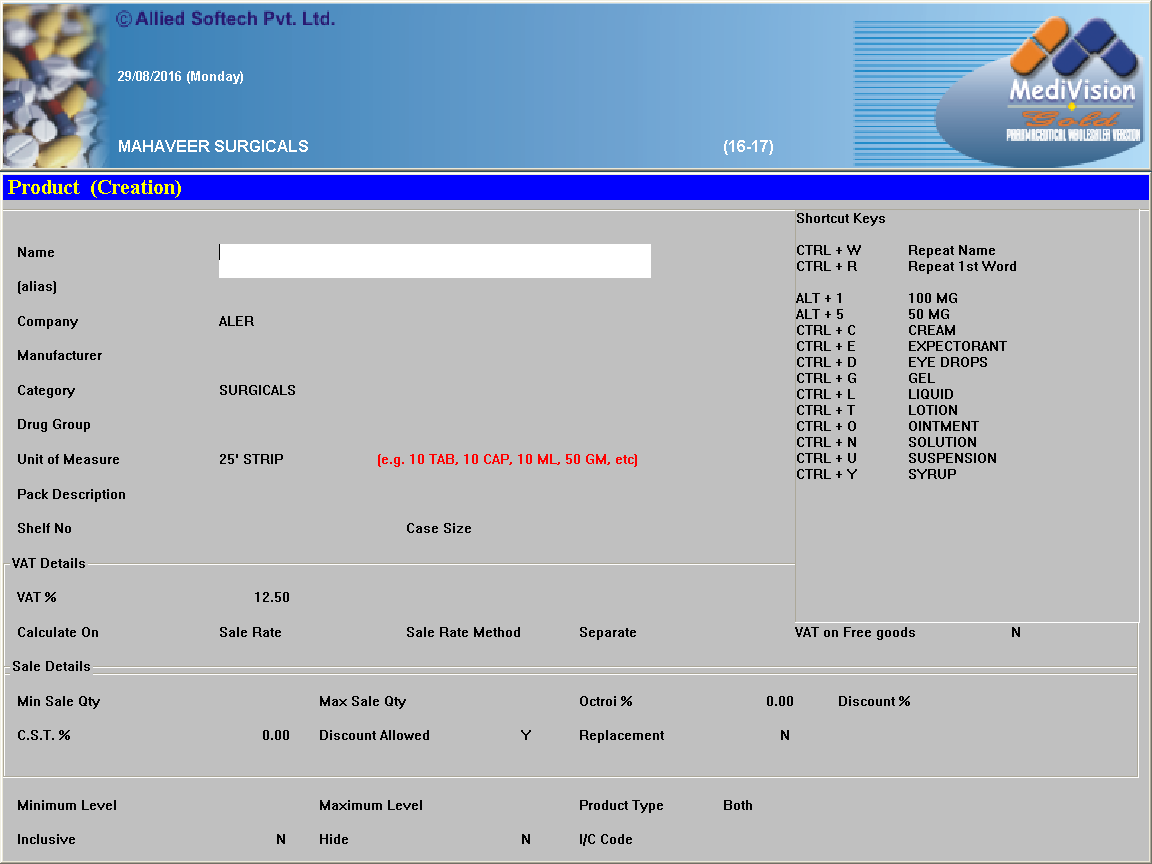 ©Allied Softech Pvt. Ltd.
29/08/2016 (Monday)
MAHAVEER SURGICALS (16-17)
MediVision
Gold
PHARMACEUTICAL WHOLESALER VERSION
Product (Creation)
Shortcut Keys
Name
CTRL + W Repeat Name
CTRL + R Repeat 1st Word
(alias)
ALT + 1 100 MG
ALT + 5 50 MG
Company ALER
CTRL + C CREAM
CTRL + E EXPECTORANT
Manufacturer
CTRL + D EYE DROPS
CTRL + G GEL
Category SURGICALS
CTRL + L LIQUID
CTRL + T LOTION
Drug Group
CTRL + O OINTMENT
CTRL + N SOLUTION
Unit of Measure 25' STRIP (e.g. 10 TAB, 10 CAP, 10 ML, 50 GM, etc)
CTRL + U SUSPENSION
CTRL + Y SYRUP
Pack Description
Shelf No Case Size
VAT Details
VAT % 12.50
Calculate On Sale Rate Sale Rate Method Separate VAT on Free goods N
Sale Details
Min Sale Qty Max Sale Qty Octroi % 0.00 Discount %
C.S.T. % 0.00 Discount Allowed Y Replacement N
Minimum Level Maximum Level Product Type Both
Inclusive N Hide N I/C Code